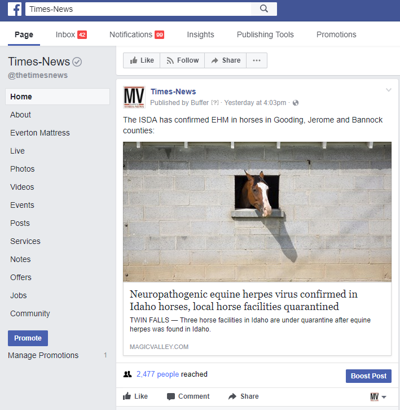 Times-News
Page Inbox 42 Notifications 99 Insights Publishing Tools Promotions
Times-News
@thetimesnews
Like Follow Share ...
Home
About
Everton Mattress
Live
Photos
Videos
Events
Posts
Services
Notes
Offers
Jobs
Community
Promote
Manage Promotions 1
MV
Times-News
Published by Buffer [?] · Yesterday at 4:03pm ·
The ISDA has confirmed EHM in horses in Gooding, Jerome and Bannock
counties:
Neuropathogenic equine herpes virus confirmed in
Idaho horses, local horse facilities quarantined
TWIN FALLS — Three horse facilities in Idaho are under quarantine after equine
herpes was found in Idaho.
MAGICVALLEY.COM
2,477 people reached
Boost Post
Like Comment Share
MV